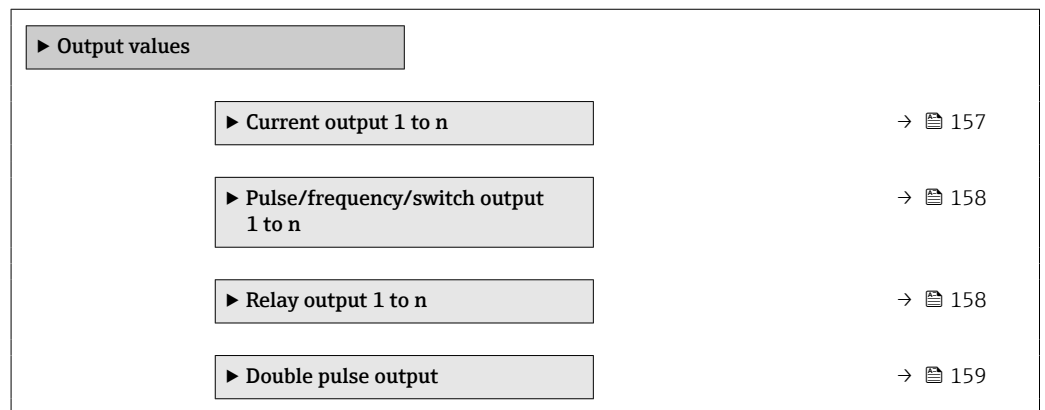 ▶ Output values
▶ Current output 1 to n → 157
▶ Pulse/frequency/switch output → 158
1 to n
▶ Relay output 1 to n → 158
▶ Double pulse output → 159